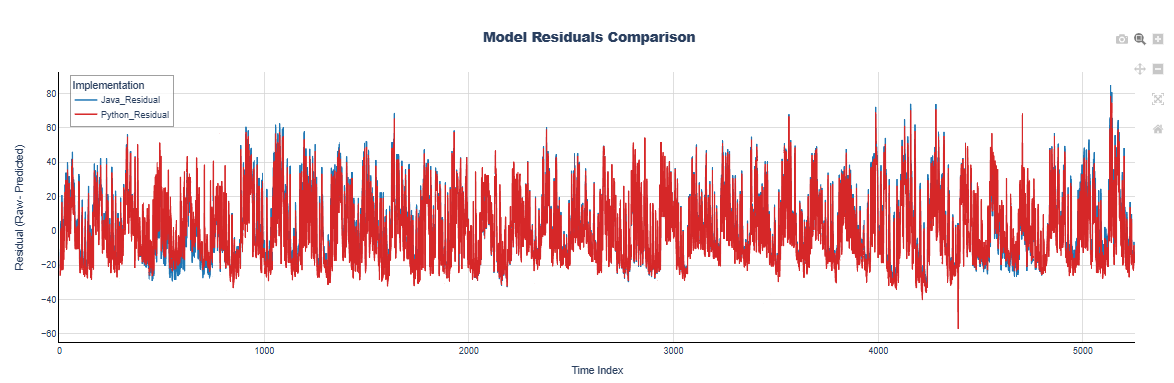 Model Residuals Comparison
Implementation
Java_Residual
Python_Residual
Residual (Raw - Predicted)
80
60
40
20
0
−20
−40
−60
0
1000
2000
3000
4000
5000
Time Index